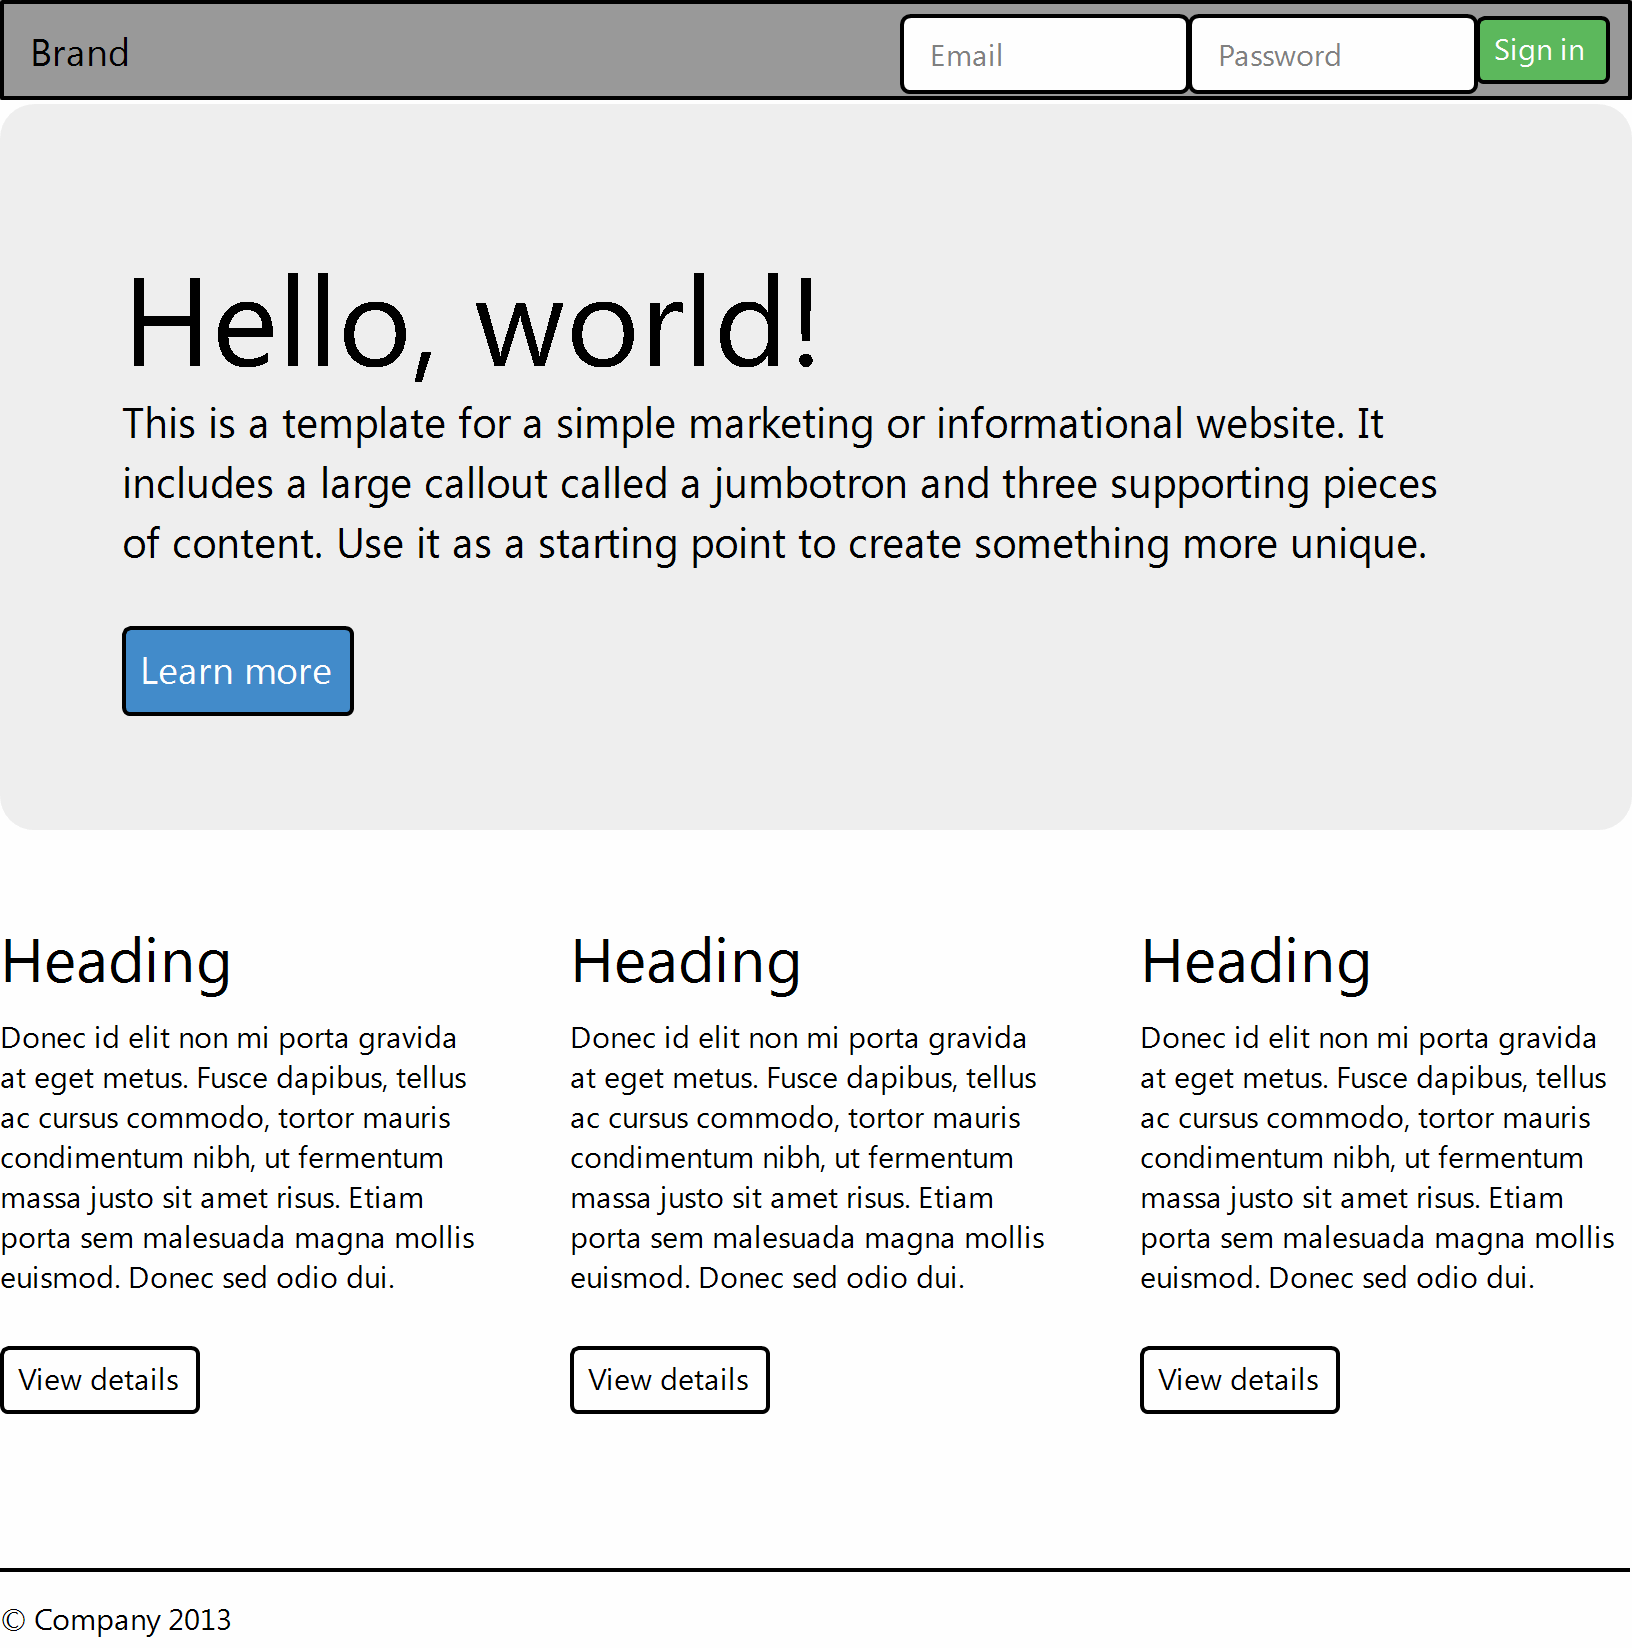 Brand
Email
Password
Sign in
Hello, world!
This is a template for a simple marketing or informational website. It
includes a large callout called a jumbotron and three supporting pieces
of content. Use it as a starting point to create something more unique.
Learn more
Heading
Donec id elit non mi porta gravida
at eget metus. Fusce dapibus, tellus
ac cursus commodo, tortor mauris
condimentum nibh, ut fermentum
massa justo sit amet risus. Etiam
porta sem malesuada magna mollis
euismod. Donec sed odio dui.
View details
Heading
Donec id elit non mi porta gravida
at eget metus. Fusce dapibus, tellus
ac cursus commodo, tortor mauris
condimentum nibh, ut fermentum
massa justo sit amet risus. Etiam
porta sem malesuada magna mollis
euismod. Donec sed odio dui.
View details
Heading
Donec id elit non mi porta gravida
at eget metus. Fusce dapibus, tellus
ac cursus commodo, tortor mauris
condimentum nibh, ut fermentum
massa justo sit amet risus. Etiam
porta sem malesuada magna mollis
euismod. Donec sed odio dui.
View details
© Company 2013